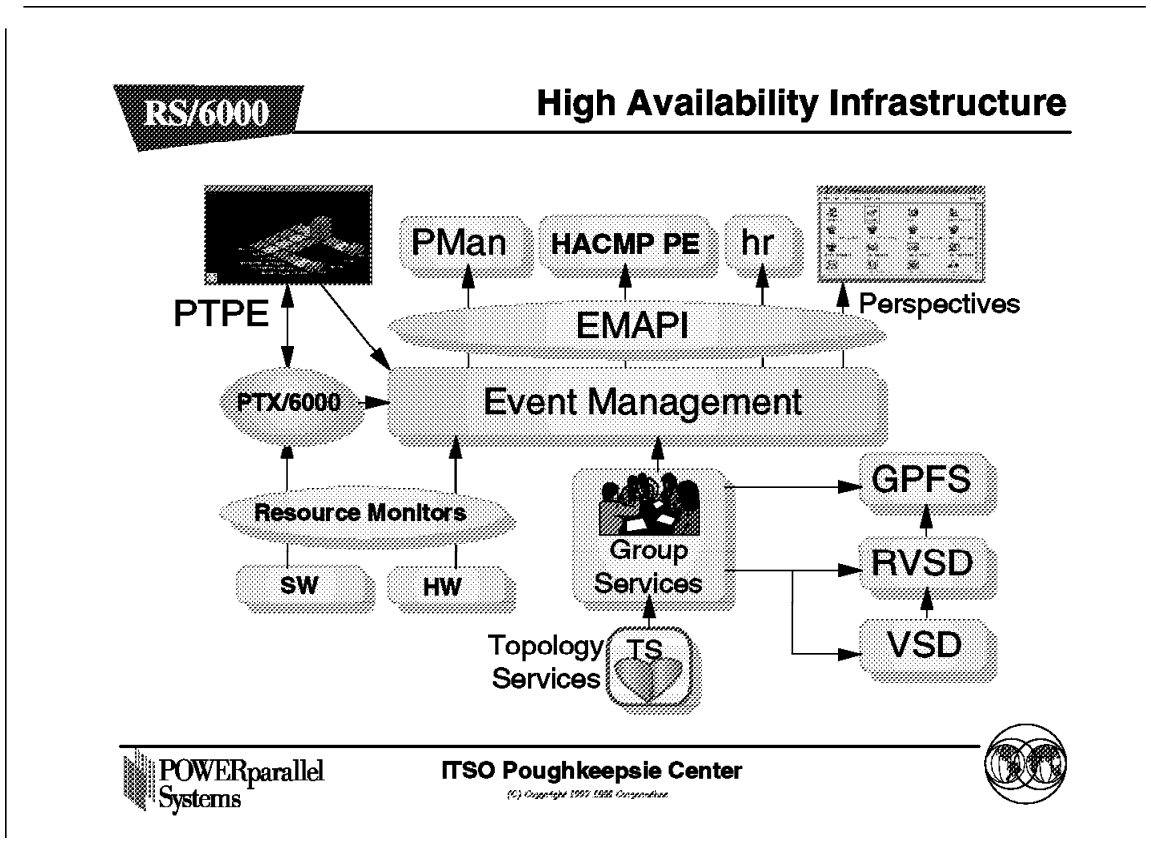 RS/6000
High Availability Infrastructure
PMan
HACMP PE
hr
PTPE
Perspectives
EMAPI
PTX/6000
Event Management
GPFS
Resource Monitors
Group
Services
RVSD
SW
HW
Topology
Services
TS
VSD
POWERparallel
Systems
ITSO Poughkeepsie Center